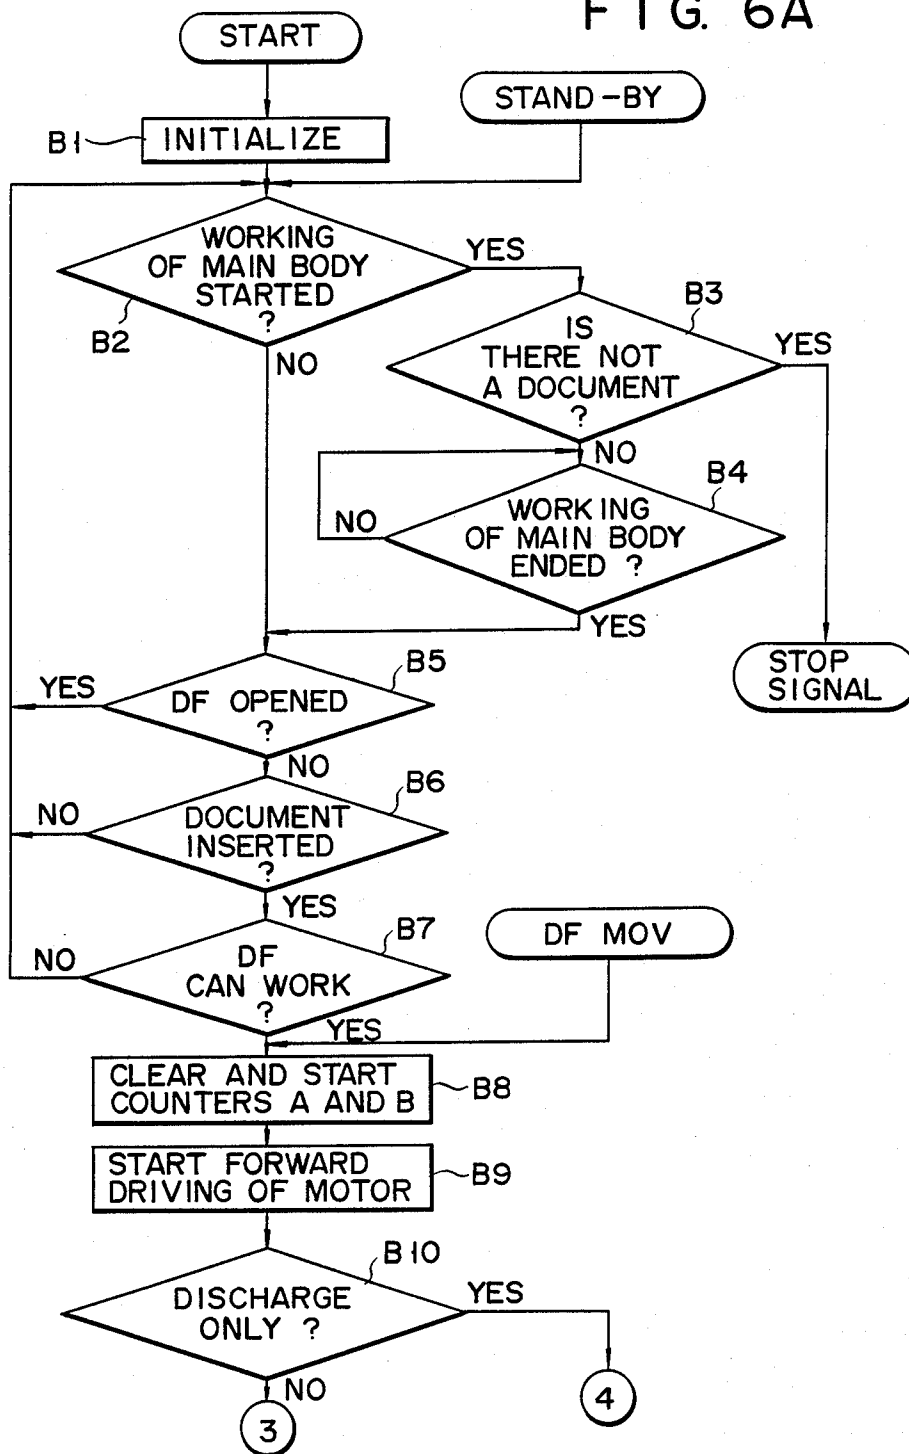 FIG. 6A
START
STAND-BY
B1
INITIALIZE
WORKING
OF MAIN BODY
STARTED
?
YES
B2
NO
B3
IS
THERE NOT
A DOCUMENT
?
YES
NO
B4
WORKING
OF MAIN BODY
ENDED ?
NO
YES
STOP
SIGNAL
B5
YES
DF OPENED
?
NO
B6
NO
DOCUMENT
INSERTED
?
YES
B7
DF MOV
NO
DF
CAN WORK
?
YES
CLEAR AND START
COUNTERS A AND B
B8
START FORWARD
DRIVING OF MOTOR
B9
B10
DISCHARGE
ONLY ?
YES
NO
3
4